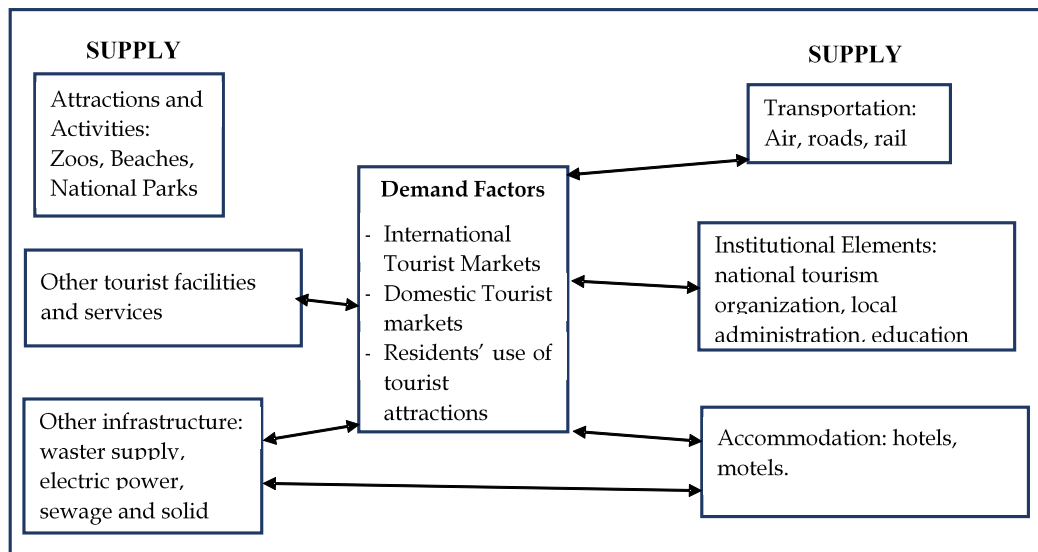 SUPPLY
Attractions and
Activities:
Zoos, Beaches,
National Parks
Other tourist facilities
and services
Other infrastructure:
waster supply,
electric power,
sewage and solid
Demand Factors
- International
Tourist Markets
- Domestic Tourist
markets
- Residents’ use of
tourist
attractions
SUPPLY
Transportation:
Air, roads, rail
Institutional Elements:
national tourism
organization, local
administration, education
Accommodation: hotels,
motels.